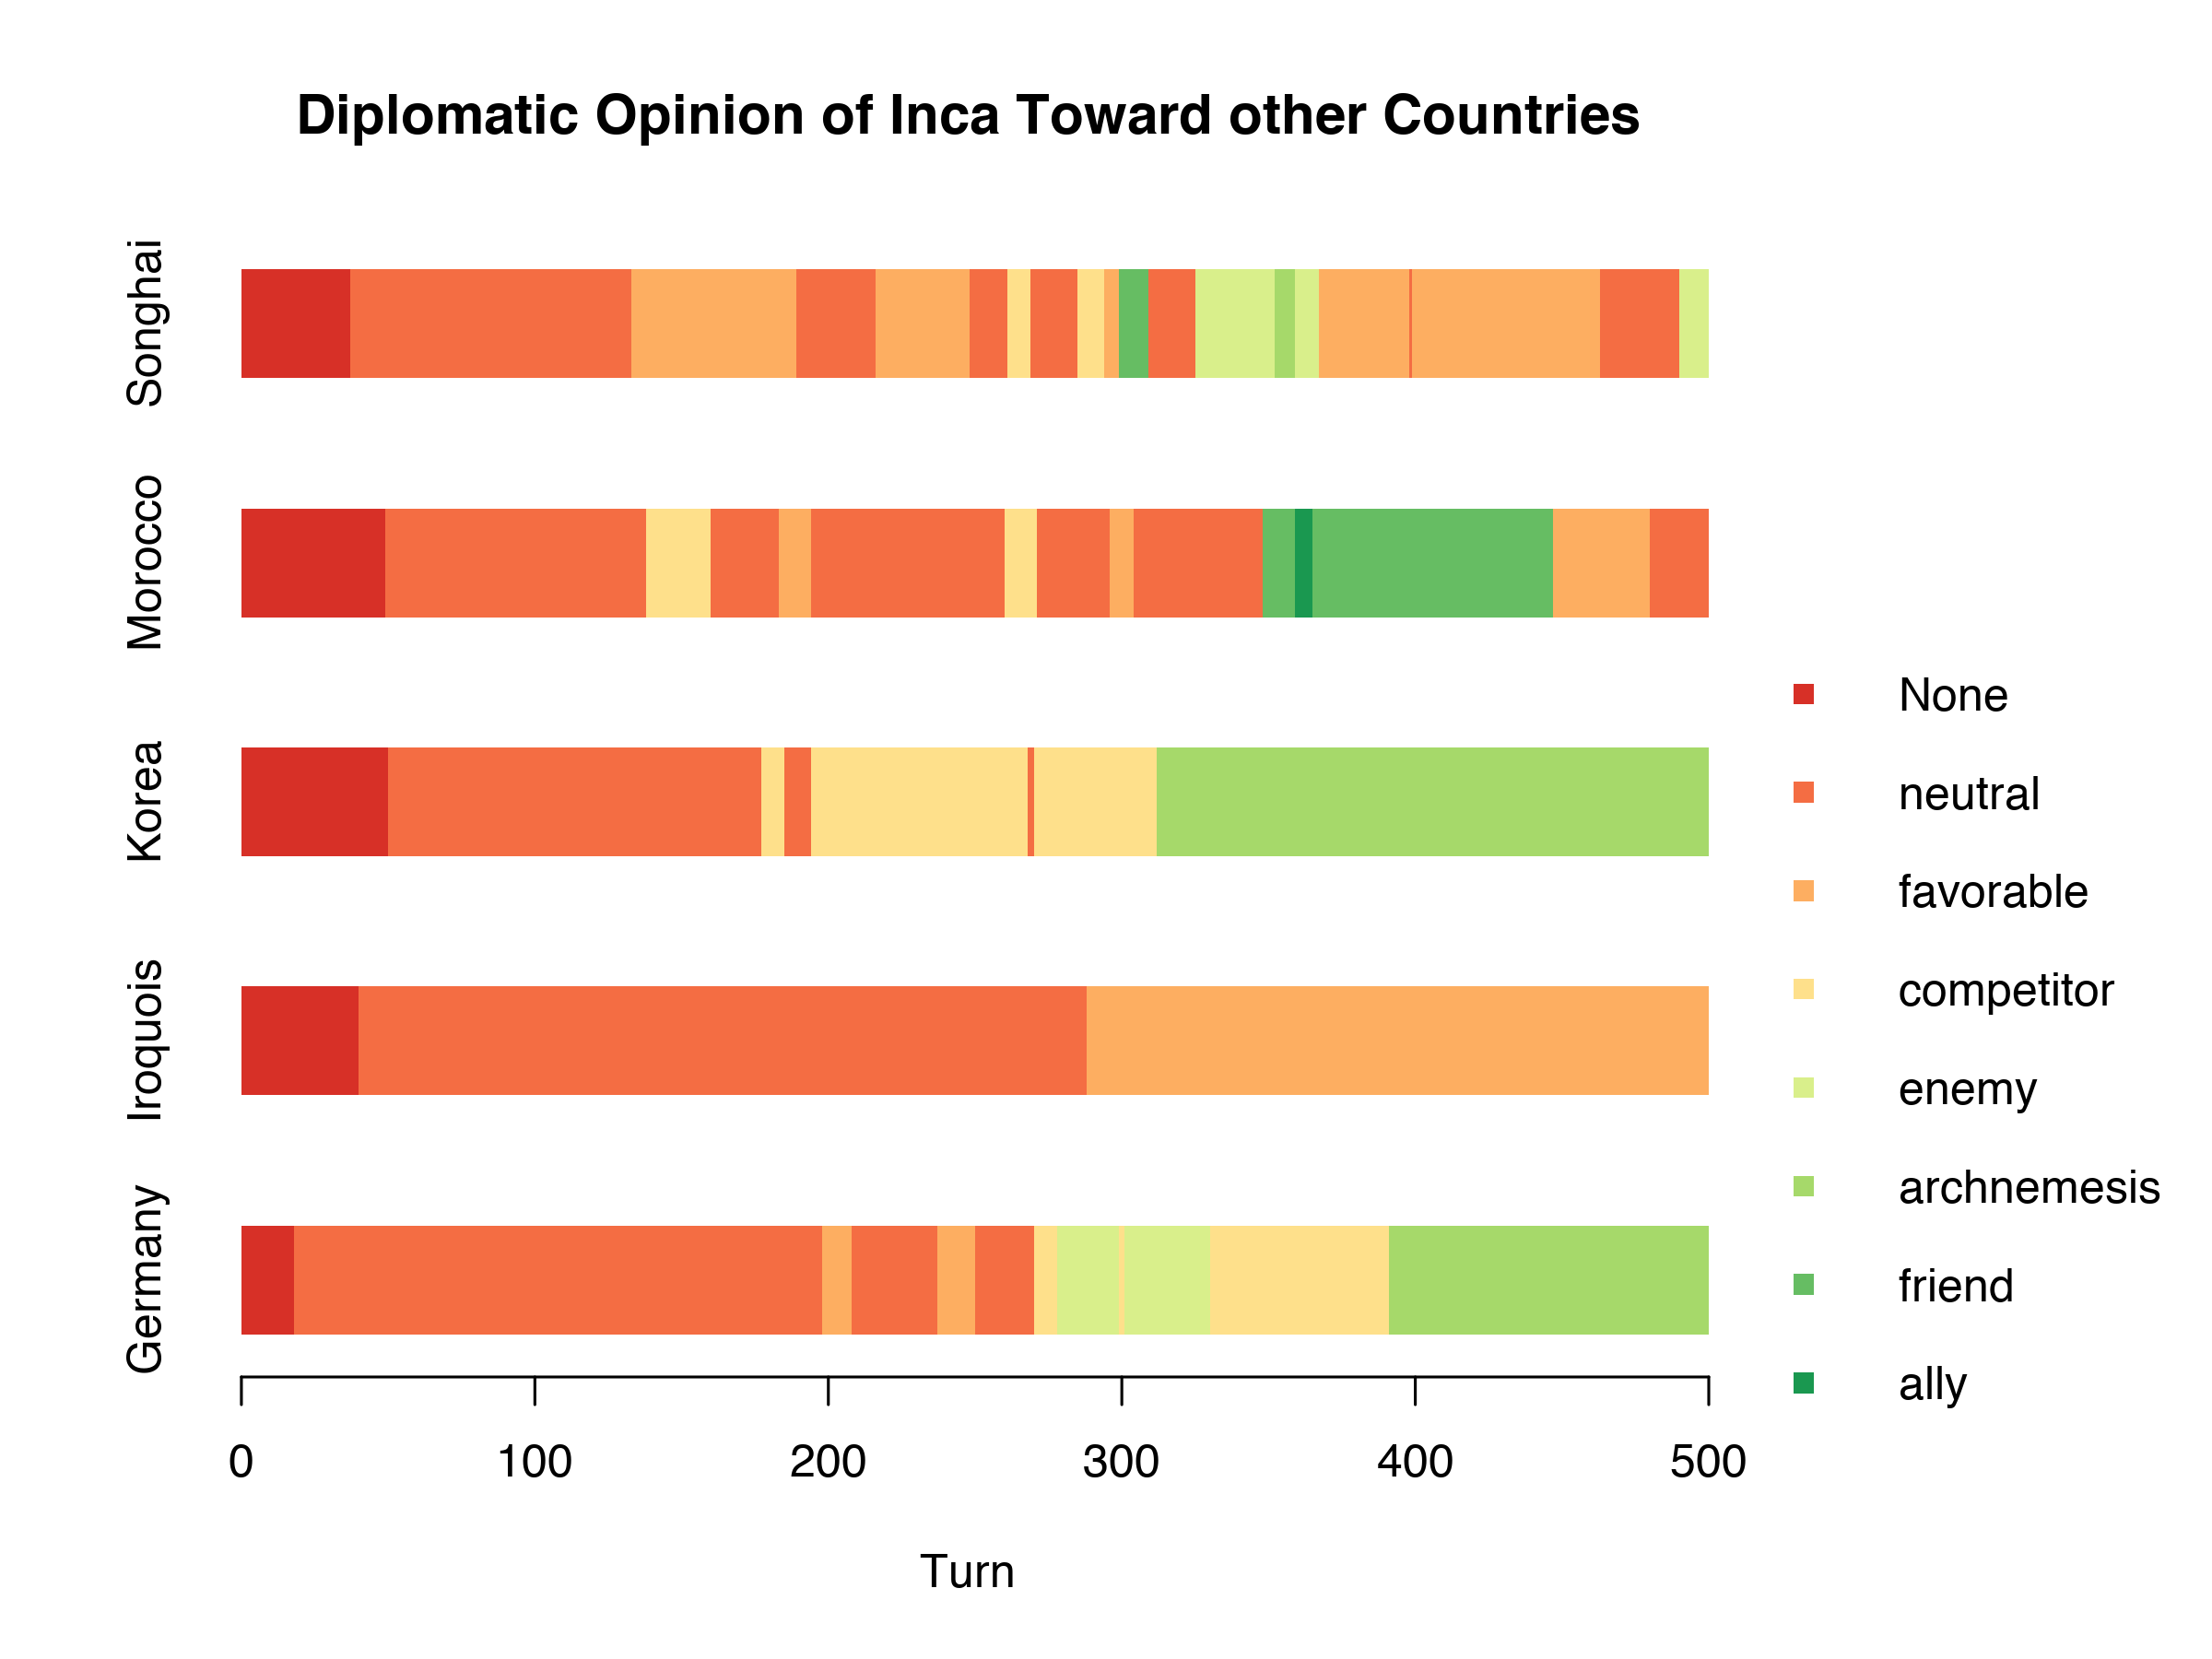 Diplomatic Opinion of Inca Toward other Countries
Songhai
Morocco
Korea
Iroquois
Germany
None
neutral
favorable
competitor
enemy
archnemesis
friend
ally
0 100 200 300 400 500
Turn